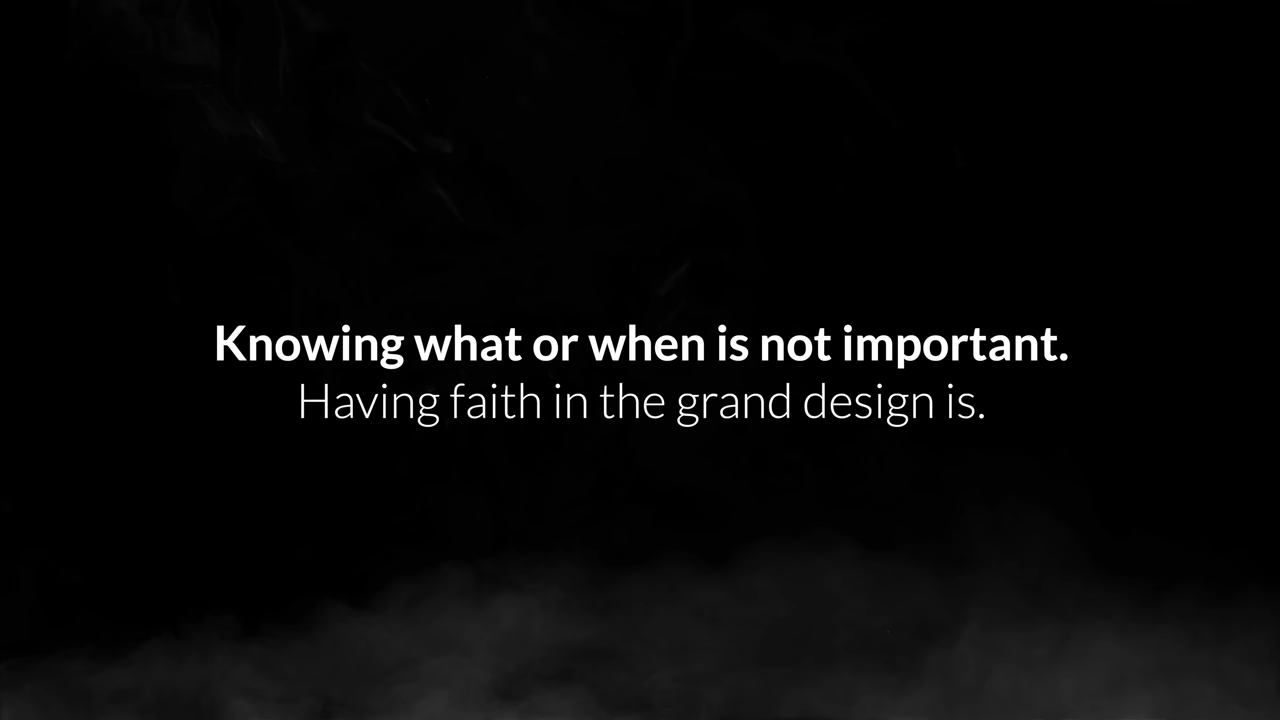 Knowing what or when is not important.
Having faith in the grand design is.